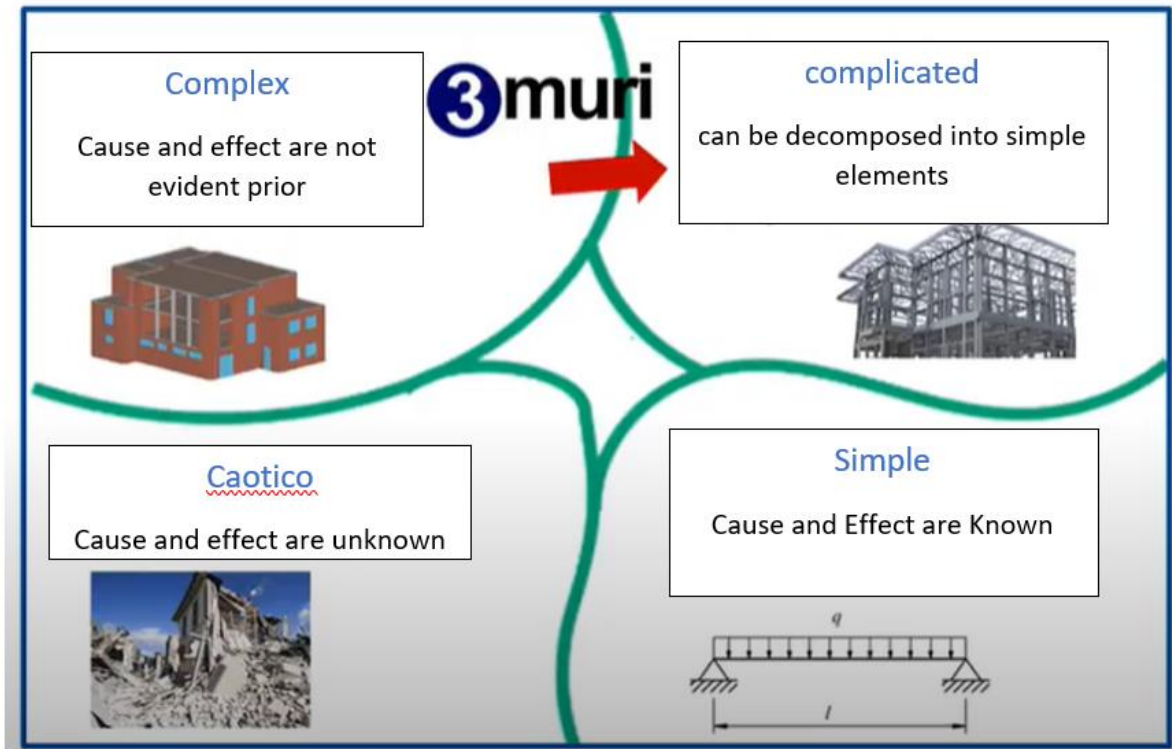 Complex
Cause and effect are not
evident prior
3muri
complicated
can be decomposed into simple
elements
Caotico
Cause and effect are unknown
Simple
Cause and Effect are Known
q
l